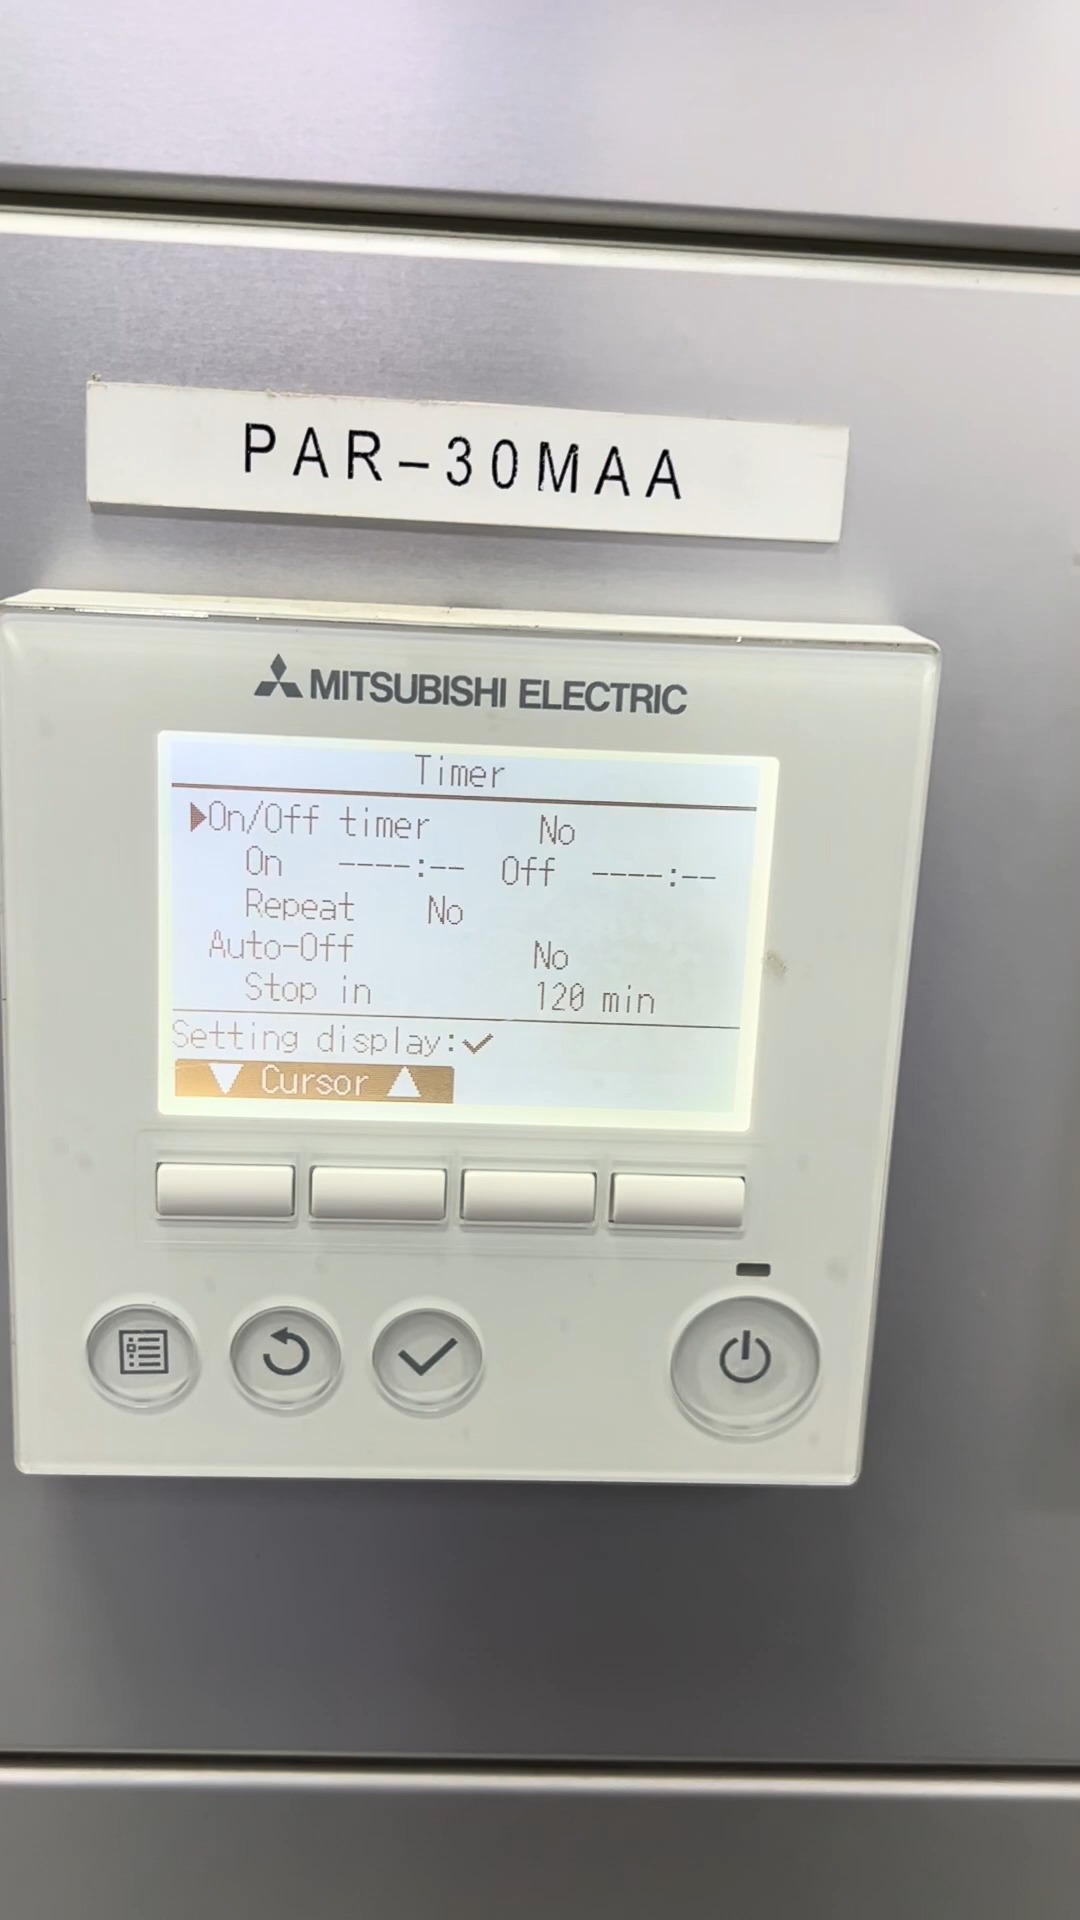 PAR-30MAA
MITSUBISHI ELECTRIC
Timer
▶On/Off timer No
On ----:-- Off ----:--
Repeat No
Auto-Off No
Stop in 120 min
Setting display:✓
▼ Cursor ▲